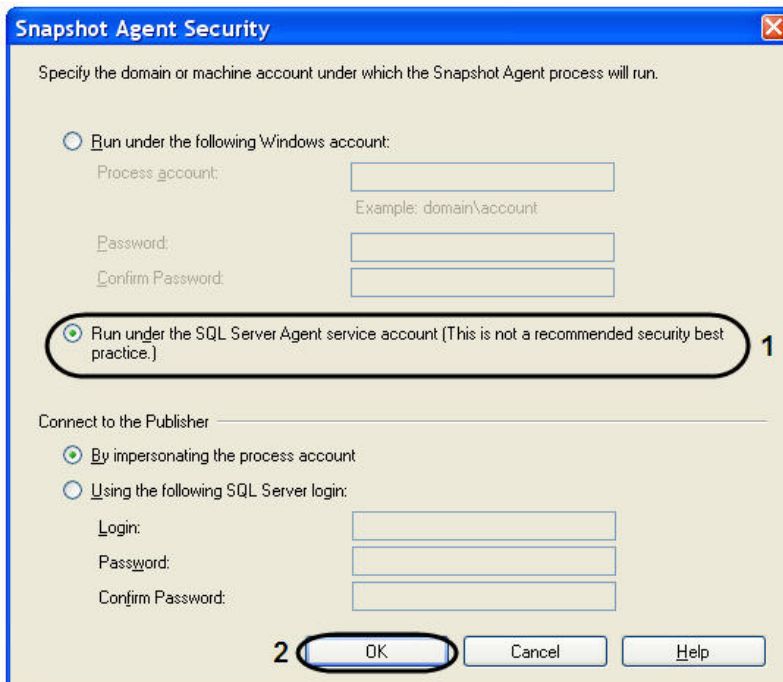 Snapshot Agent Security
Specify the domain or machine account under which the Snapshot Agent process will run.
Run under the following Windows account:
Process account:
Example: domain\account
Password:
Confirm Password:
Run under the SQL Server Agent service account (This is not a recommended security best
practice.)
1
Connect to the Publisher
By impersonating the process account
Using the following SQL Server login:
Login:
Password:
Confirm Password:
2 OK Cancel Help